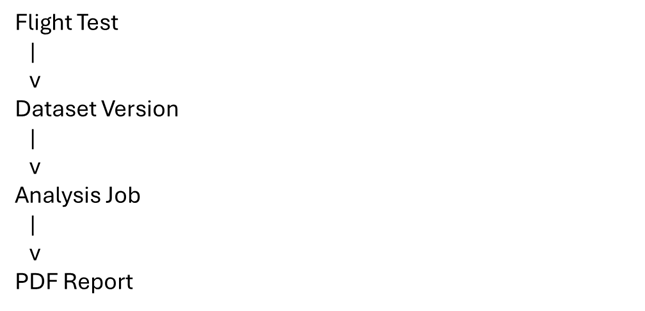 Flight Test
|
v
Dataset Version
|
v
Analysis Job
|
v
PDF Report